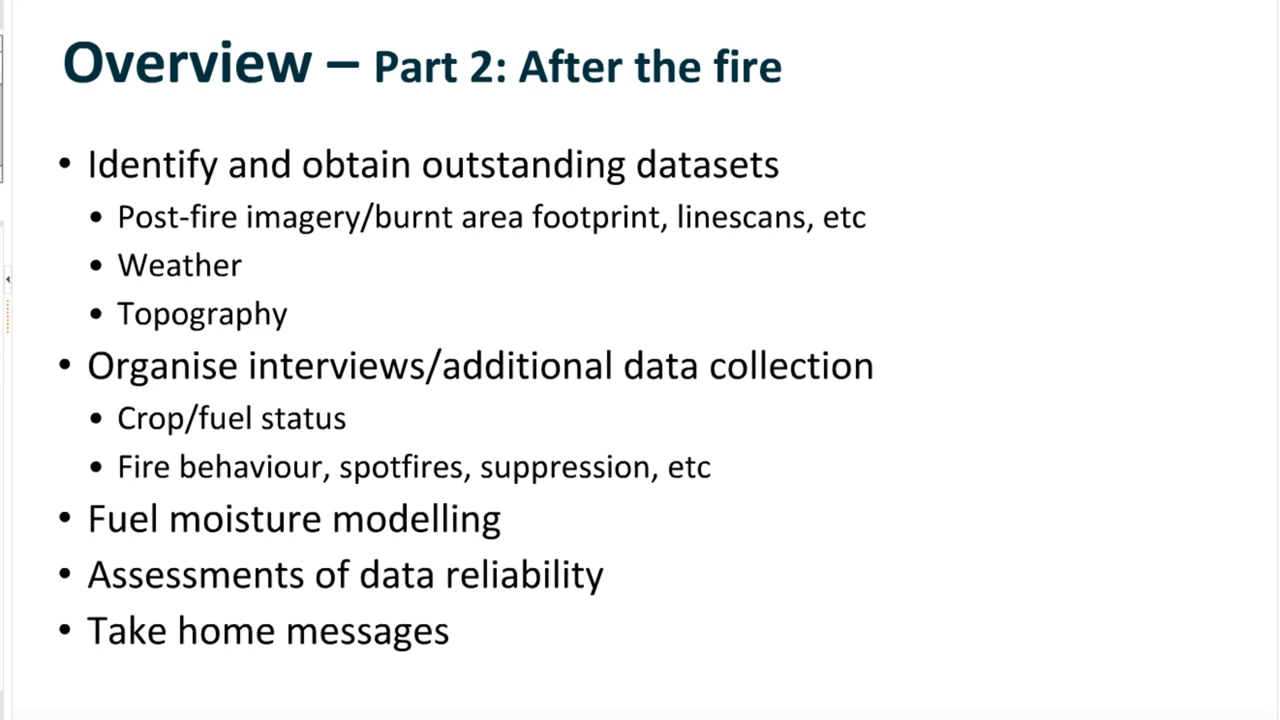 Overview – Part 2: After the fire
• Identify and obtain outstanding datasets
• Post-fire imagery/burnt area footprint, linescans, etc
• Weather
• Topography
• Organise interviews/additional data collection
• Crop/fuel status
• Fire behaviour, spotfires, suppression, etc
• Fuel moisture modelling
• Assessments of data reliability
• Take home messages